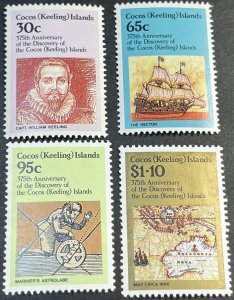 Cocos (Keeling) Islands
30c
375th Anniversary
of the Discovery of
the Cocos (Keeling) Islands
CAPT. WILLIAM KEELING
Cocos (Keeling) Islands
65c
375th Anniversary
of the Discovery of
the Cocos (Keeling) Islands
THE HECTOR
Cocos (Keeling) Islands
95c
375th Anniversary
of the Discovery of
the Cocos (Keeling) Islands
MARINER'S ASTROLABE
Cocos (Keeling) Islands
$1·10
375th Anniversary
of the Discovery of
the Cocos (Keeling) Islands
MAP CIRCA 1666